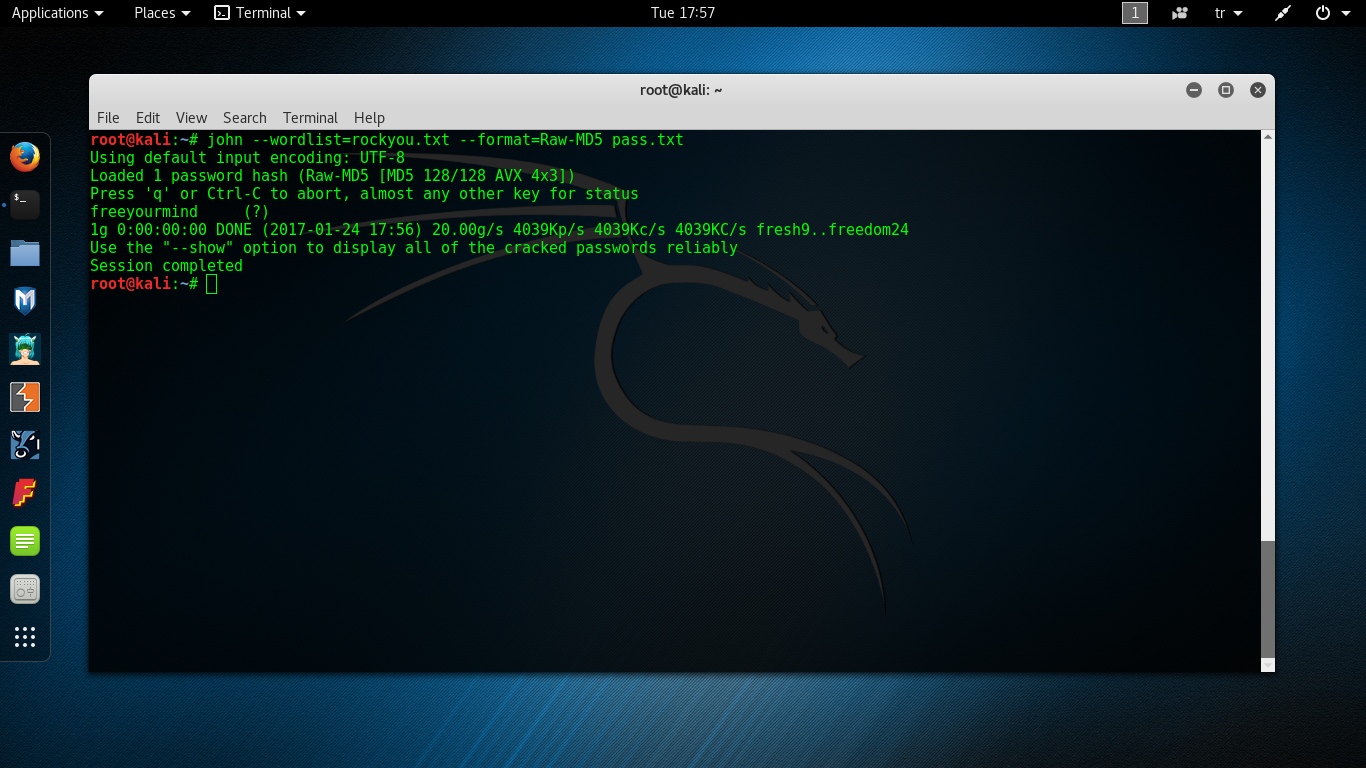 Applications Places Terminal Tue 17:57 1 tr
root@kali: ~
File Edit View Search Terminal Help
root@kali:~# john --wordlist=rockyou.txt --format=Raw-MD5 pass.txt
Using default input encoding: UTF-8
Loaded 1 password hash (Raw-MD5 [MD5 128/128 AVX 4x3])
Press 'q' or Ctrl-C to abort, almost any other key for status
freeyourmind     (?)
1g 0:00:00:00 DONE (2017-01-24 17:56) 20.00g/s 4039Kp/s 4039Kc/s 4039KC/s fresh9..freedom24
Use the "--show" option to display all of the cracked passwords reliably
Session completed
root@kali:~#